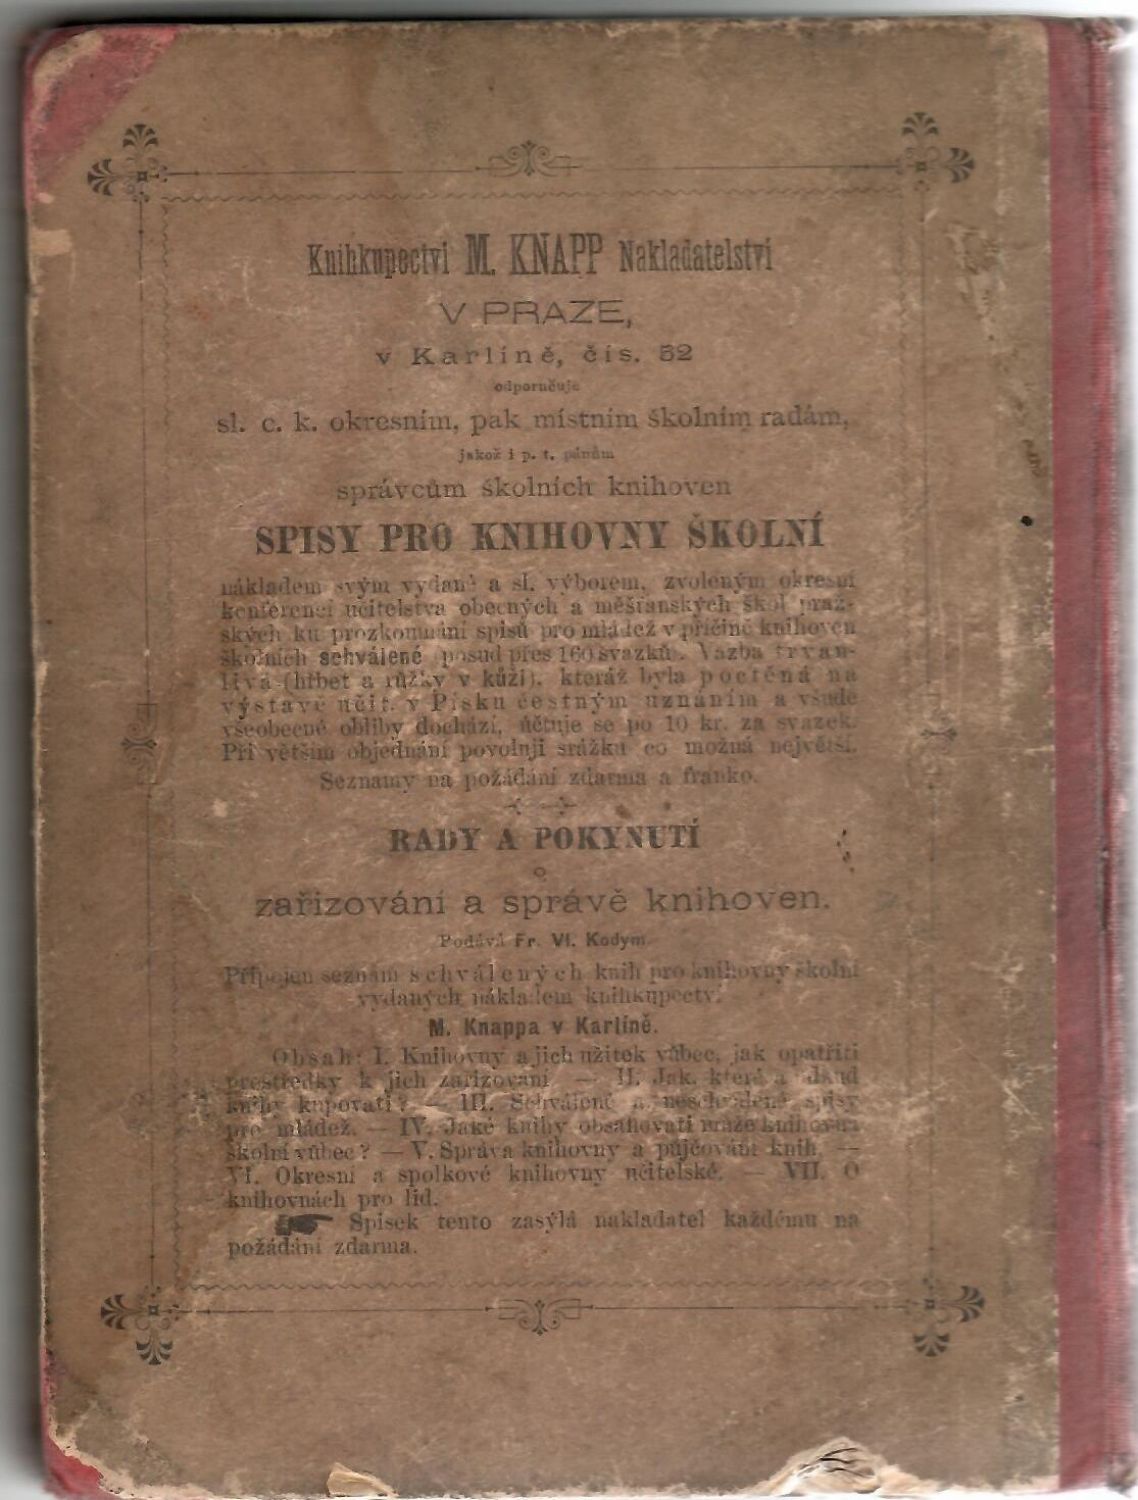 Knihkupectví M. KNAPP Nakladatelství
V PRAZE,
v Karlíně, čís. 52
odporučuje
sl. c. k. okresním, pak místním školním radám,
jakož i p. t. pánům
správcům školních knihoven
SPISY PRO KNIHOVNY ŠKOLNÍ
nákladem svým vydané a sl. výborem, zvoleným okresní
konferencí učitelstva obecných a měšťanských škol praž-
ských ku prozkoumání spisů pro mládež v příčině knihoven
školních schválené posud přes 160 svazků. Vazba trvan-
livá (hřbet a růžky v kůži), kteráž byla poctěná na
výstavě učit. v Písku čestným uznáním a všude
všeobecné obliby dochází, účtuje se po 10 kr. za svazek.
Při větším objednání povoluji srážku co možná největší.
Seznamy na požádání zdarma a franko.
RADY A POKYNUTÍ
o
zařizování a správě knihoven.
Podává Fr. Vl. Kodym
Připojen seznam schválených knih pro knihovny školní
vydaných nákladem knihkupectví
M. Knappa v Karlíně.
Obsah: I. Knihovny a jich užitek vůbec, jak opatřiti
prostředky k jich zařizování — II. Jak, které a
knihy kupovati? — III. Schválené a neschválené spisy
pro mládež. — IV. Jaké knihy obsahovati může knihovna
školní vůbec? — V. Správa knihovny a půjčování knih. —
VI. Okresní a spolkové knihovny učitelské. — VII. O
knihovnách pro lid.
Spisek tento zasýlá nakladatel každému na
požádání zdarma.